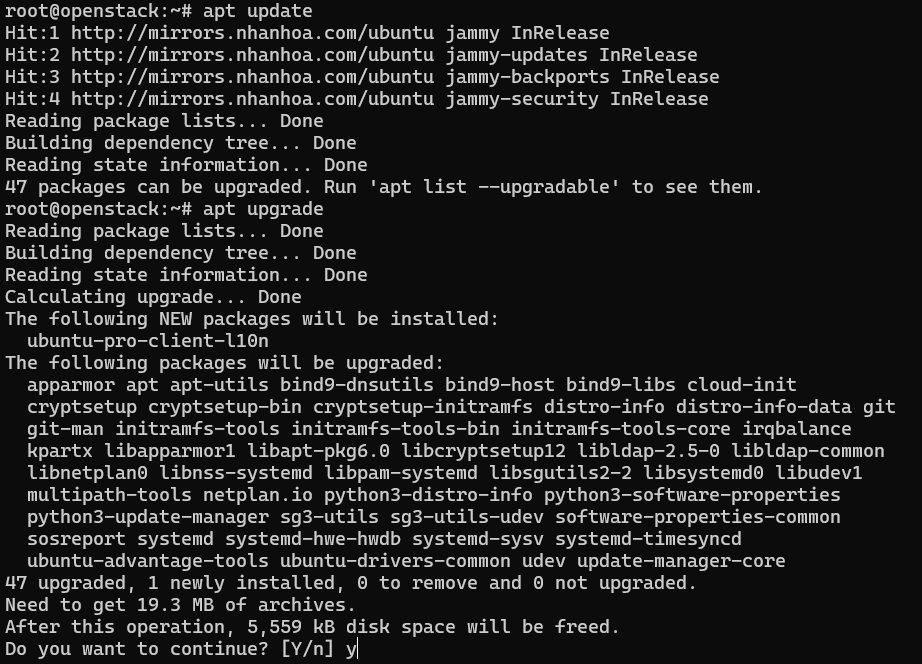 root@openstack:~# apt update
Hit:1 http://mirrors.nhanhoa.com/ubuntu jammy InRelease
Hit:2 http://mirrors.nhanhoa.com/ubuntu jammy-updates InRelease
Hit:3 http://mirrors.nhanhoa.com/ubuntu jammy-backports InRelease
Hit:4 http://mirrors.nhanhoa.com/ubuntu jammy-security InRelease
Reading package lists... Done
Building dependency tree... Done
Reading state information... Done
47 packages can be upgraded. Run 'apt list --upgradable' to see them.
root@openstack:~# apt upgrade
Reading package lists... Done
Building dependency tree... Done
Reading state information... Done
Calculating upgrade... Done
The following NEW packages will be installed:
  ubuntu-pro-client-l10n
The following packages will be upgraded:
  apparmor apt apt-utils bind9-dnsutils bind9-host bind9-libs cloud-init
  cryptsetup cryptsetup-bin cryptsetup-initramfs distro-info distro-info-data git
  git-man initramfs-tools initramfs-tools-bin initramfs-tools-core irqbalance
  kpartx libapparmor1 libapt-pkg6.0 libcryptsetup12 libldap-2.5-0 libldap-common
  libnetplan0 libnss-systemd libpam-systemd libsgutils2-2 libsystemd0 libudev1
  multipath-tools netplan.io python3-distro-info python3-software-properties
  python3-update-manager sg3-utils sg3-utils-udev software-properties-common
  sosreport systemd systemd-hwe-hwdb systemd-sysv systemd-timesyncd
  ubuntu-advantage-tools ubuntu-drivers-common udev update-manager-core
47 upgraded, 1 newly installed, 0 to remove and 0 not upgraded.
Need to get 19.3 MB of archives.
After this operation, 5,559 kB disk space will be freed.
Do you want to continue? [Y/n] y